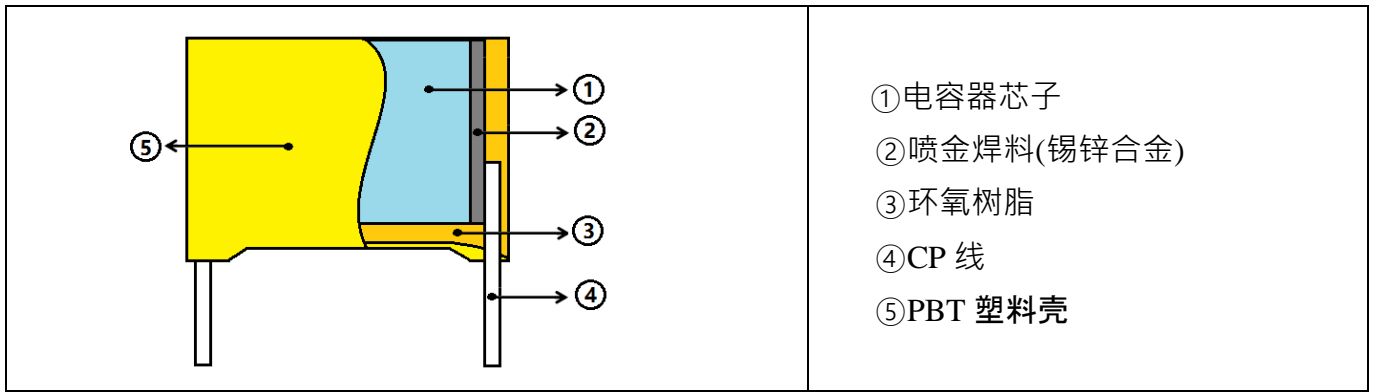 ①
②
⑤
③
④
①电容器芯子
②喷金焊料(锡锌合金)
③环氧树脂
④CP 线
⑤PBT 塑料壳